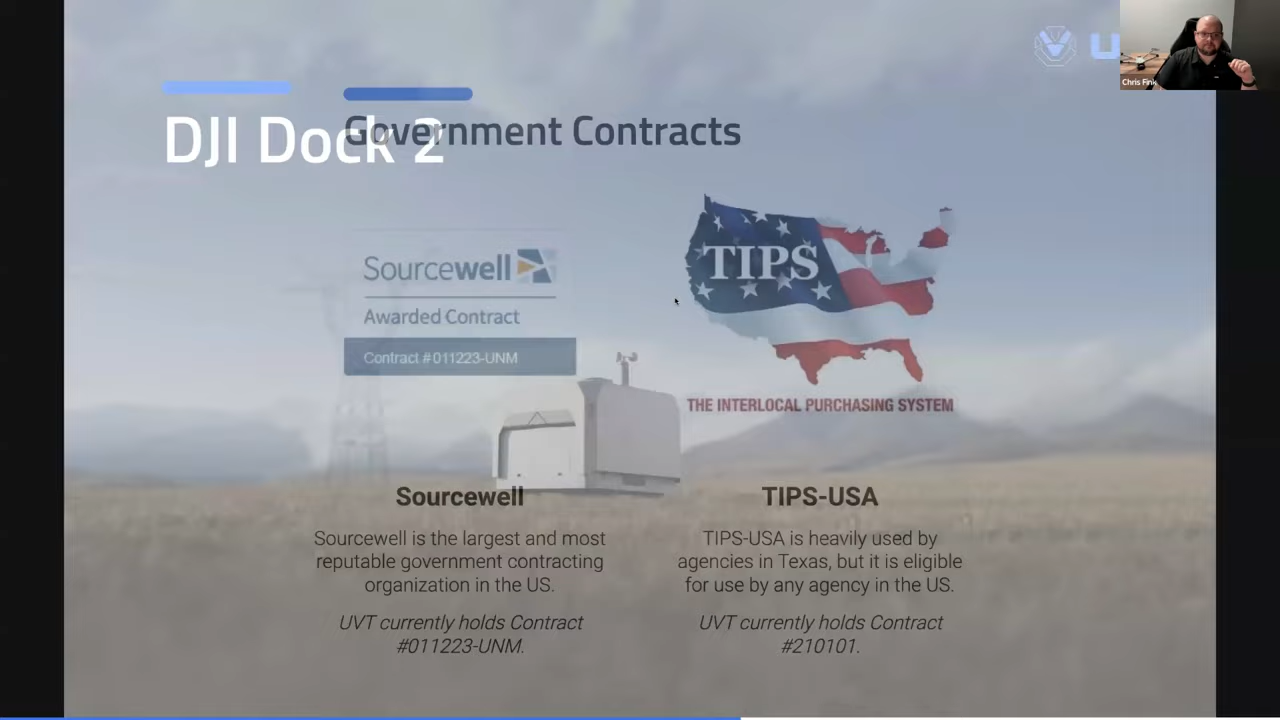 DJI Dock 2
Government Contracts
Chris Fink
Sourcewell
Awarded Contract
Contract #011223-UNM
TIPS
THE INTERLOCAL PURCHASING SYSTEM
Sourcewell
Sourcewell is the largest and most
reputable government contracting
organization in the US.
UVT currently holds Contract
#011223-UNM.
TIPS-USA
TIPS-USA is heavily used by
agencies in Texas, but it is eligible
for use by any agency in the US.
UVT currently holds Contract
#210101.